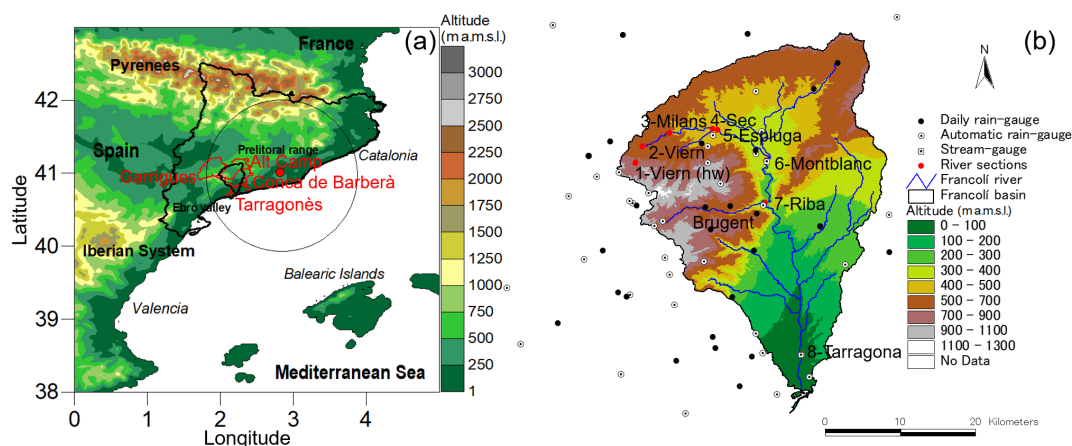 Altitude
(m a.m.s.l.)
(a)
France
Pyrenees
Spain
Prelitoral range
Catalonia
Alt Camp
Garrigues
Conca de Barberà
Tarragonès
Ebro valley
Iberian System
Balearic Islands
Valencia
Mediterranean Sea
42
41
40
39
38
Latitude
0
1
2
3
4
Longitude
3000
2750
2500
2250
2000
1750
1500
1250
1000
750
500
250
1
(b)
N
3-Milans
4-Sec
5-Espluga
2-Viern
6-Montblanc
1-Viern (hw)
7-Riba
Brugent
8-Tarragona
Daily rain-gauge
Automatic rain-gauge
Stream-gauge
River sections
Francolí river
Francolí basin
Altitude (m a.m.s.l.)
0 - 100
100 - 200
200 - 300
300 - 400
400 - 500
500 - 700
700 - 900
900 - 1100
1100 - 1300
No Data
0
10
20
Kilometers